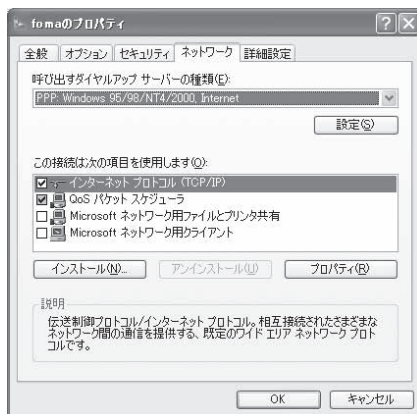 fomaのプロパティ
全般 オプション セキュリティ ネットワーク 詳細設定
呼び出すダイヤルアップ サーバーの種類(E):
PPP: Windows 95/98/NT4/2000, Internet
設定(S)
この接続は次の項目を使用します(O):
インターネット プロトコル (TCP/IP)
QoS パケット スケジューラ
Microsoft ネットワーク用ファイルとプリンタ共有
Microsoft ネットワーク用クライアント
インストール(N)... アンインストール(U) プロパティ(R)
説明
伝送制御プロトコル/インターネット プロトコル。相互接続されたさまざまな
ネットワーク間の通信を提供する、既定のワイド エリア ネットワーク プロト
コルです。
OK キャンセル